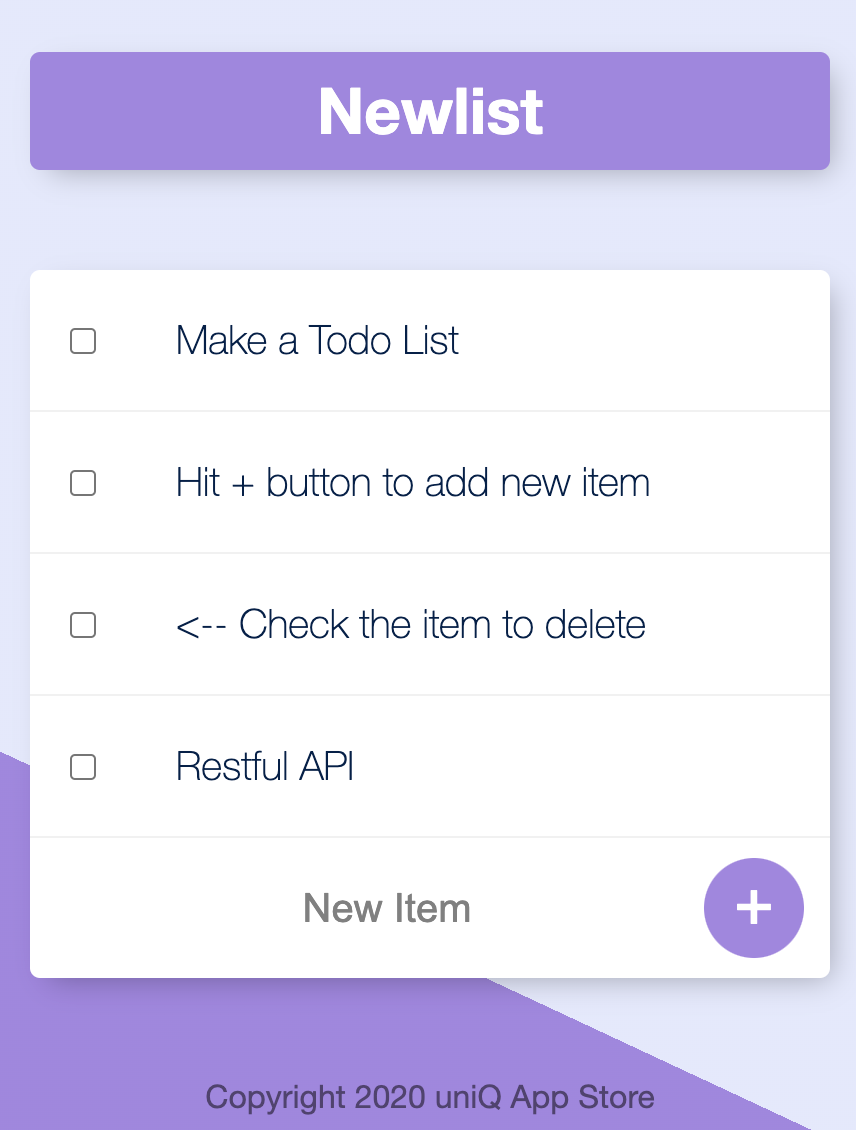 Newlist
Make a Todo List
Hit + button to add new item
<-- Check the item to delete
Restful API
New Item
+
Copyright 2020 uniQ App Store